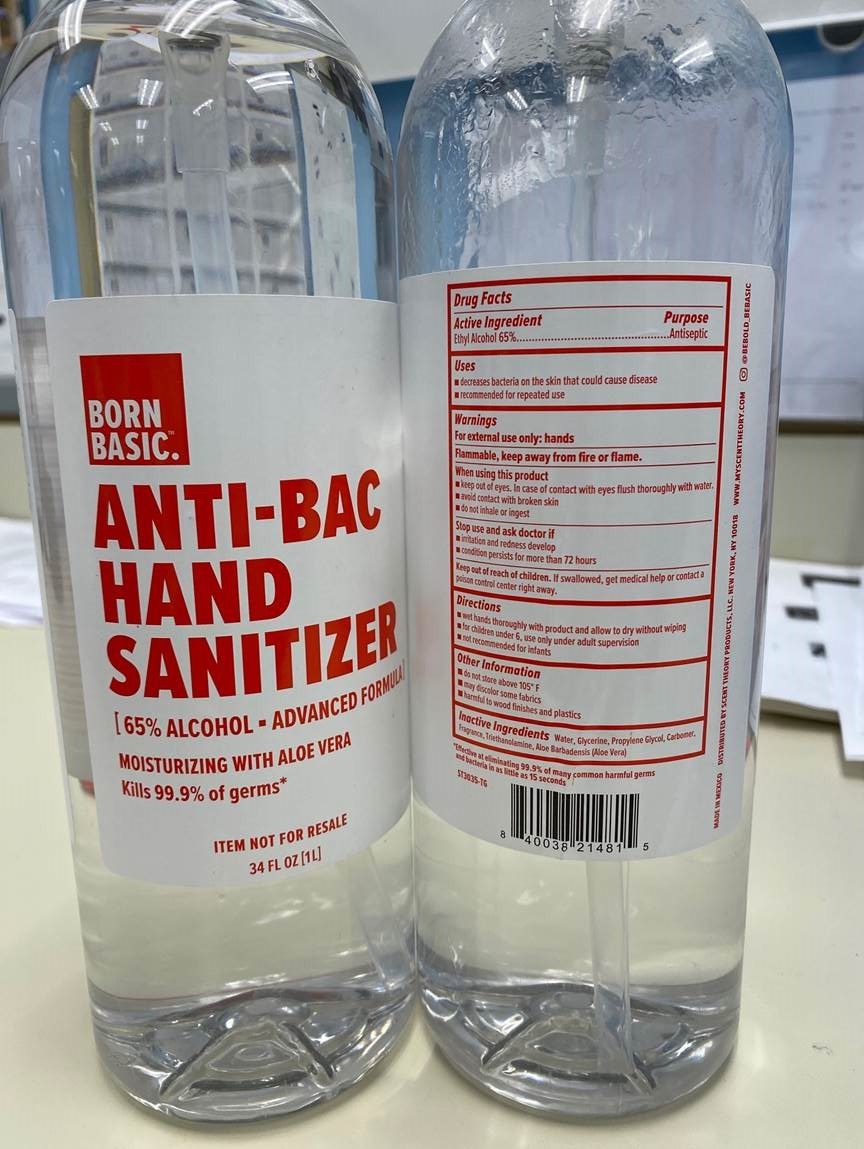 BORN
BASIC.™
ANTI-BAC
HAND
SANITIZER
[ 65% ALCOHOL ▪ ADVANCED FORMULA ]
MOISTURIZING WITH ALOE VERA
Kills 99.9% of germs*
ITEM NOT FOR RESALE
34 FL OZ [1L]
Drug Facts
Active Ingredient Purpose
Ethyl Alcohol 65%........................Antiseptic
Uses
▪ decreases bacteria on the skin that could cause disease
▪ recommended for repeated use
Warnings
For external use only: hands
Flammable, keep away from fire or flame.
When using this product
▪ keep out of eyes. In case of contact with eyes flush thoroughly with water.
▪ avoid contact with broken skin
▪ do not inhale or ingest
Stop use and ask doctor if
▪ irritation and redness develop
▪ condition persists for more than 72 hours
Keep out of reach of children. If swallowed, get medical help or contact a
poison control center right away.
Directions
▪ wet hands thoroughly with product and allow to dry without wiping
▪ for children under 6, use only under adult supervision
▪ not recommended for infants
Other Information
▪ do not store above 105° F
▪ may discolor some fabrics
▪ harmful to wood finishes and plastics
Inactive Ingredients Water, Glycerine, Propylene Glycol, Carbomer,
Fragrance, Triethanolamine, Aloe Barbadensis (Aloe Vera)
*Effective at eliminating 99.9% of many common harmful germs
and bacteria in as little as 15 seconds
ST3035-TG
8 40038 21481 5
MADE IN MEXICO DISTRIBUTED BY SCENT THEORY PRODUCTS, LLC. NEW YORK, NY 10018 WWW.MYSCENTTHEORY.COM @BEBOLD_BEBASIC